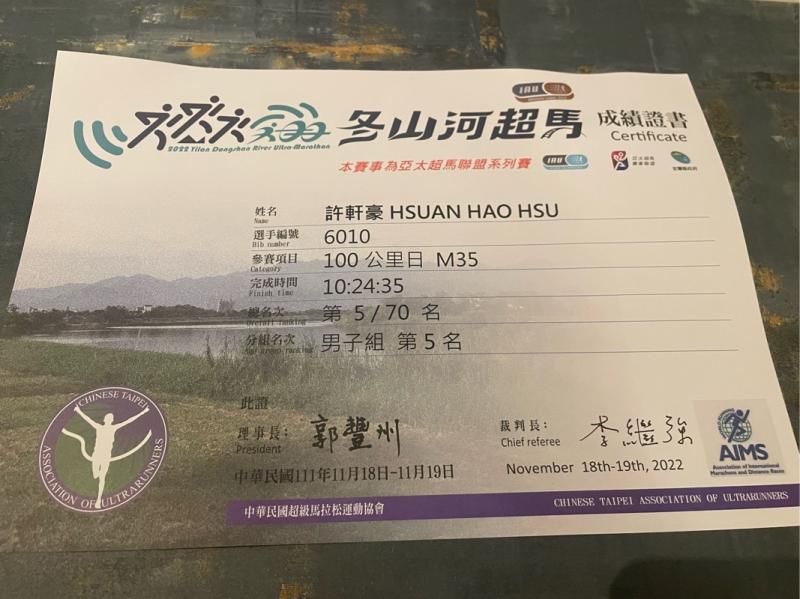 IAU
冬山河超馬
成績證書
Certificate
2022 Yilan Dongshan River Ultra-Marathon
本賽事為亞太超馬聯盟系列賽
IAU
姓名 許軒豪 HSUAN HAO HSU
Name
選手編號 6010
Bib number
參賽項目 100 公里日 M35
Category
完成時間 10:24:35
Finish time
總名次 第 5 / 70 名
Overall ranking
分組名次 男子組 第 5 名
此證
理事長： 郭豐州
President
裁判長： 李繼強
Chief referee
中華民國111年11月18日-11月19日
November 18th-19th, 2022
CHINESE TAIPEI
ASSOCIATION OF ULTRARUNNERS
AIMS
Association of International
Marathons and Distance Races
中華民國超級馬拉松運動協會
CHINESE TAIPEI ASSOCIATION OF ULTRARUNNERS